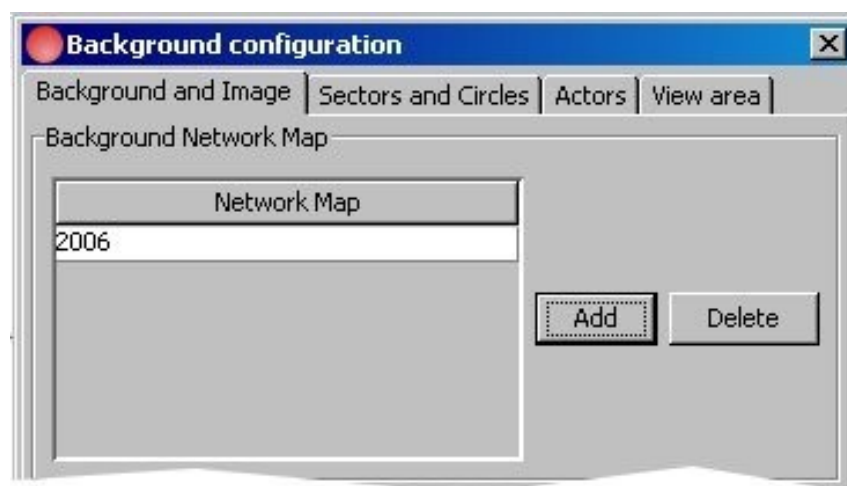 Background configuration
Background and Image Sectors and Circles Actors View area
Background Network Map
Network Map
2006
Add Delete